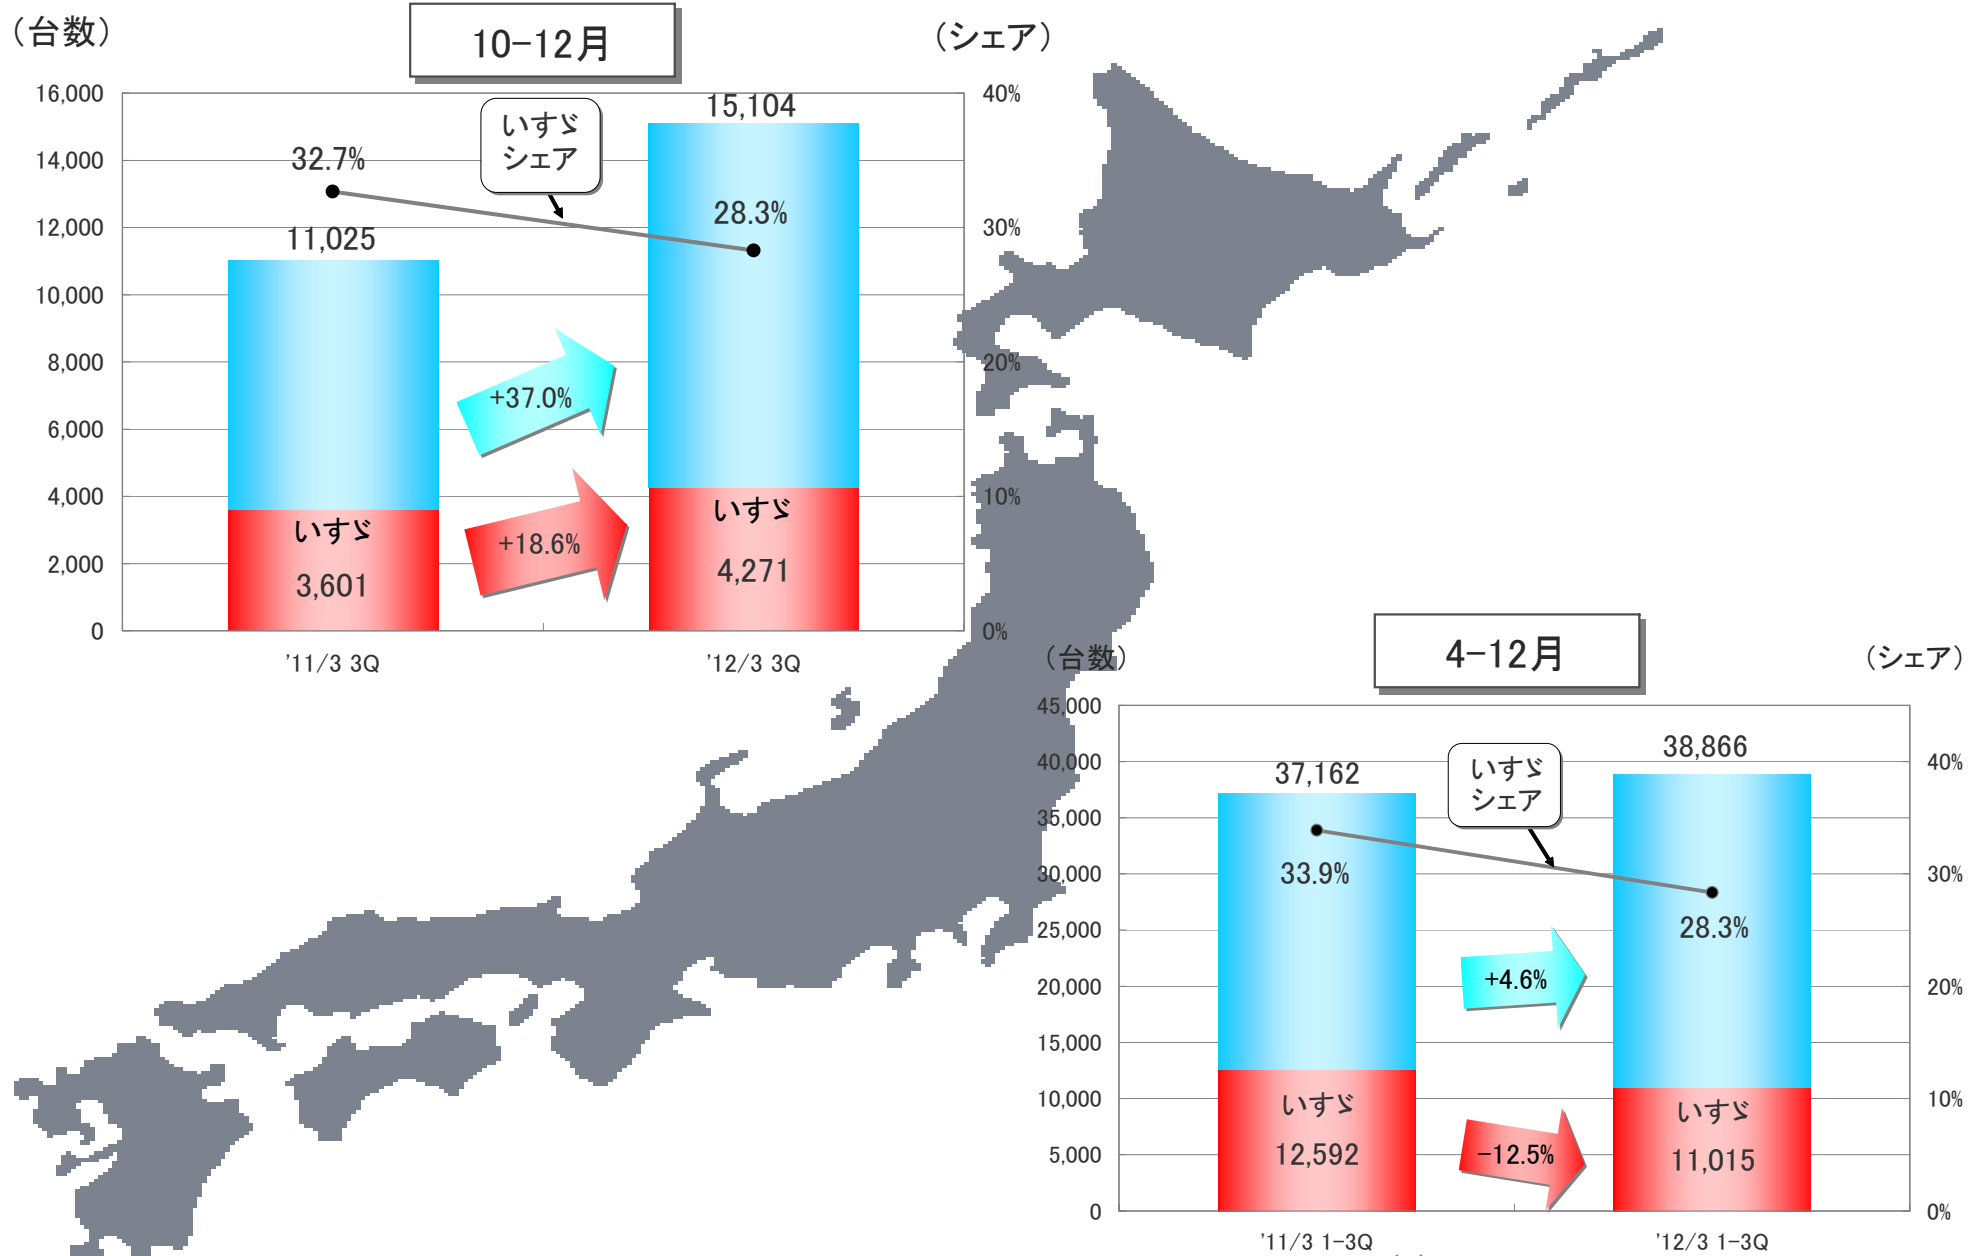 (台数)
10−12月
(シェア)
16,000
14,000
12,000
10,000
8,000
6,000
4,000
2,000
0
40%
30%
20%
10%
0%
いすゞ
シェア
32.7%
28.3%
11,025
15,104
+37.0%
+18.6%
いすゞ
3,601
いすゞ
4,271
'11/3 3Q
'12/3 3Q
(台数)
4−12月
(シェア)
45,000
40,000
35,000
30,000
25,000
20,000
15,000
10,000
5,000
0
40%
30%
20%
10%
0%
いすゞ
シェア
37,162
38,866
33.9%
28.3%
+4.6%
−12.5%
いすゞ
12,592
いすゞ
11,015
'11/3 1−3Q
'12/3 1−3Q